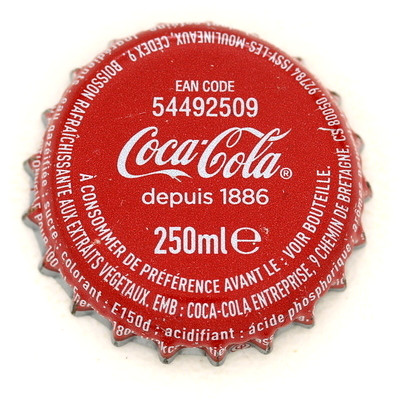 EAN CODE
54492509
Coca-Cola®
depuis 1886
250ml ℮
À CONSOMMER DE PRÉFÉRENCE AVANT LE : VOIR BOUTEILLE.
BOISSON RAFRAÎCHISSANTE AUX EXTRAITS VÉGÉTAUX. EMB : COCA-COLA ENTREPRISE, 9 CHEMIN DE BRETAGNE, CS 80050, 92784 ISSY-LES-MOULINEAUX, CÉDEX 9.
gazéifiée ; sucre ; colorant : E150d ; acidifiant : acide phosphorique